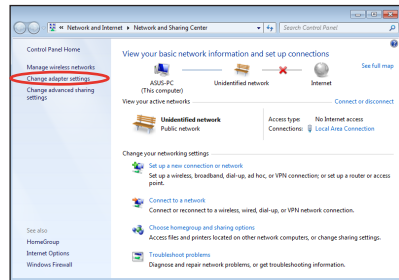 Network and Internet ▸ Network and Sharing Center
Search Control Panel
Control Panel Home
Manage wireless networks
Change adapter settings
Change advanced sharing
settings
View your basic network information and set up connections
See full map
ASUS-PC
(This computer)
Unidentified network
Internet
View your active networks
Connect or disconnect
Unidentified network
Public network
Access type: No Internet access
Connections: Local Area Connection
Change your networking settings
Set up a new connection or network
Set up a wireless, broadband, dial-up, ad hoc, or VPN connection; or set up a router or access
point.
Connect to a network
Connect or reconnect to a wireless, wired, dial-up, or VPN network connection.
Choose homegroup and sharing options
Access files and printers located on other network computers, or change sharing settings.
Troubleshoot problems
Diagnose and repair network problems, or get troubleshooting information.
See also
HomeGroup
Internet Options
Windows Firewall